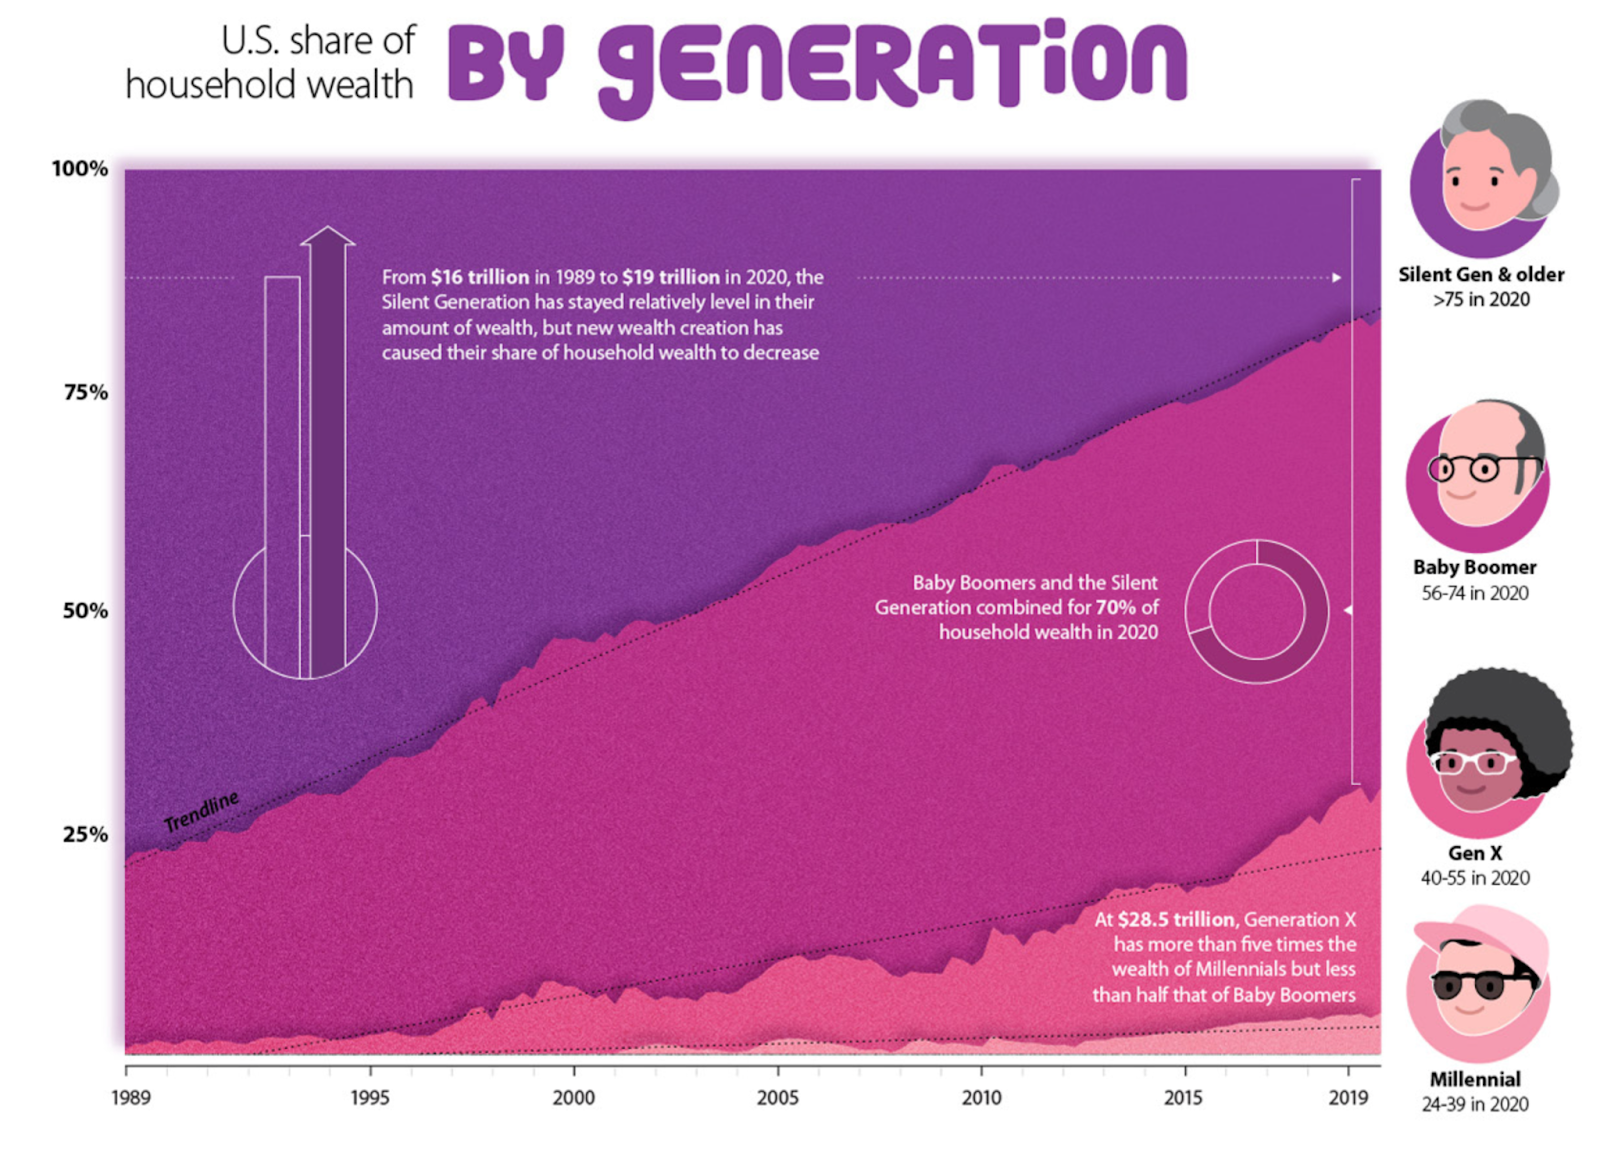 U.S. share of
household wealth
BY GENERATiON
100%
75%
50%
25%
From $16 trillion in 1989 to $19 trillion in 2020, the
Silent Generation has stayed relatively level in their
amount of wealth, but new wealth creation has
caused their share of household wealth to decrease
Trendline
Baby Boomers and the Silent
Generation combined for 70% of
household wealth in 2020
At $28.5 trillion, Generation X
has more than five times the
wealth of Millennials but less
than half that of Baby Boomers
1989
1995
2000
2005
2010
2015
2019
Silent Gen & older
>75 in 2020
Baby Boomer
56-74 in 2020
Gen X
40-55 in 2020
Millennial
24-39 in 2020